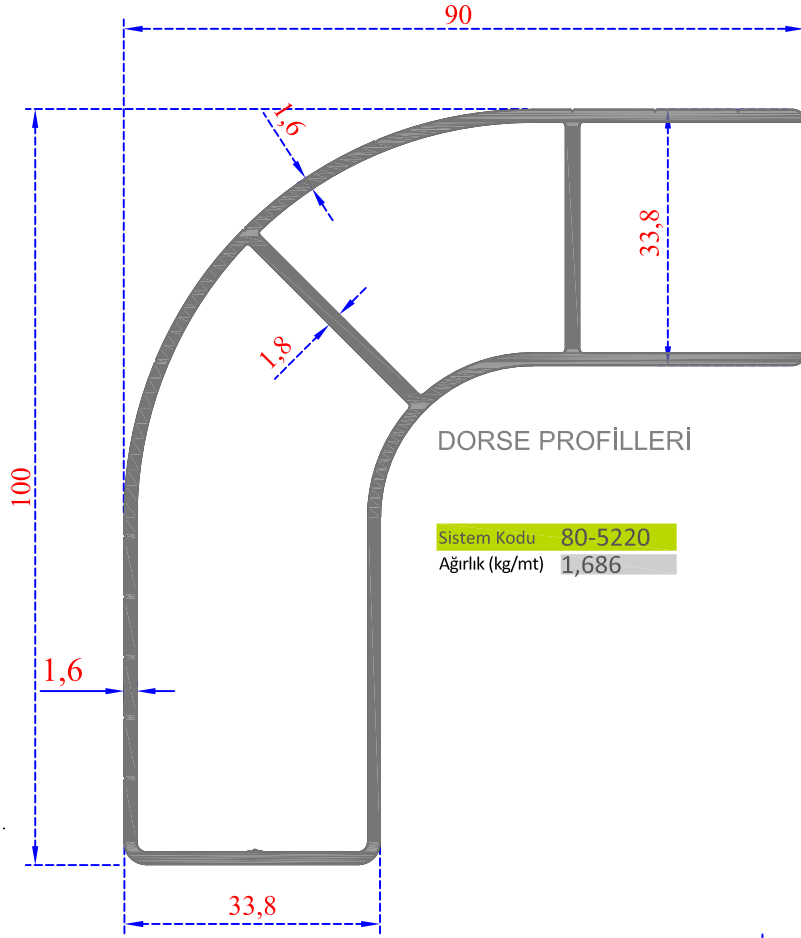 90
1,6
33,8
1,8
DORSE PROFİLLERİ
100
Sistem Kodu 80-5220
Ağırlık (kg/mt) 1,686
1,6
33,8